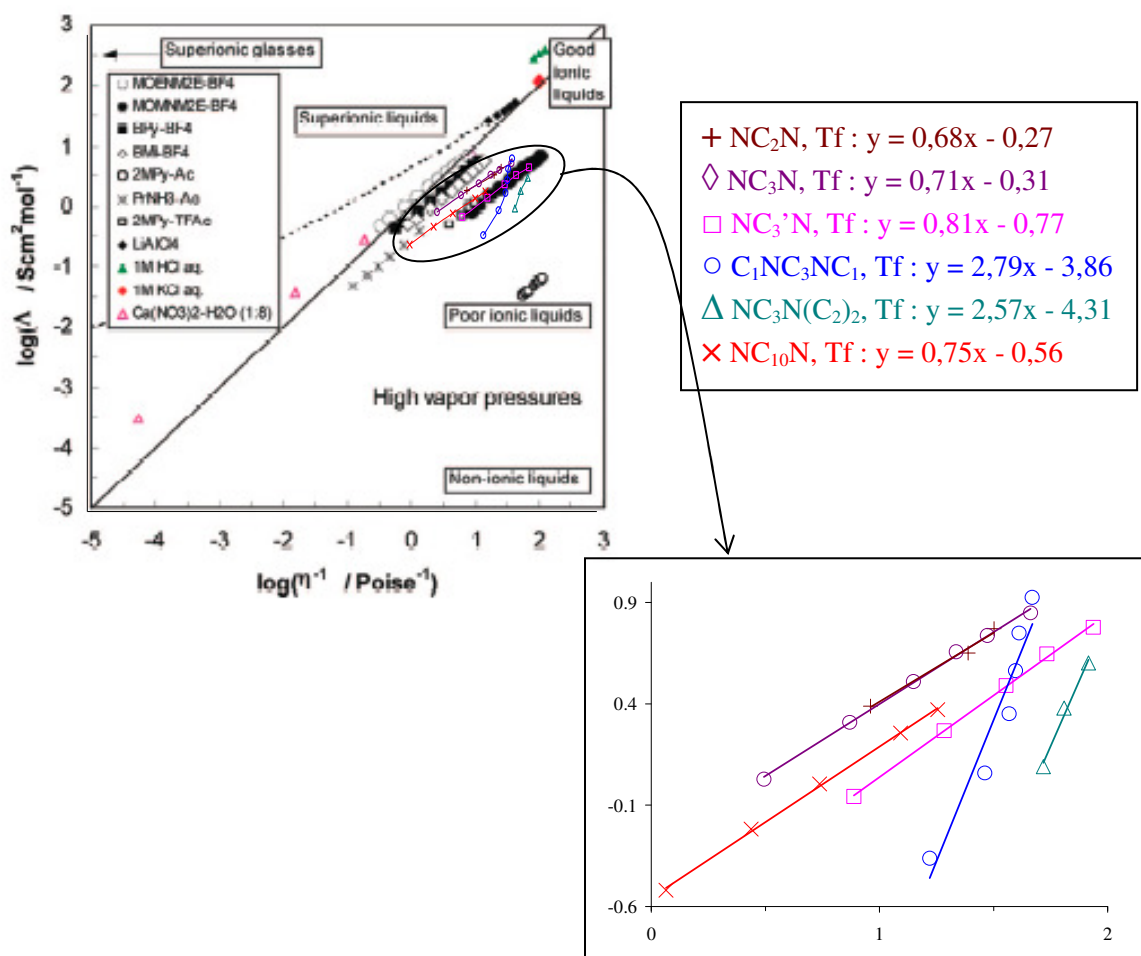 3
2
1
0
-1
-2
-3
-4
-5
log(Λ /Scm²mol⁻¹)
Superionic glasses
Good
ionic
liquids
MOENM2E-BF4
MOMNM2E-BF4
BPy-BF4
BMI-BF4
2MPy-Ac
PrNH3-Ac
2MPy-TFAc
LiAlCl4
1M HCl aq.
1M KCl aq.
Ca(NO3)2-H2O (1:8)
Superionic liquids
Poor ionic liquids
High vapor pressures
Non-ionic liquids
-5 -4 -3 -2 -1 0 1 2 3
log(η⁻¹ / Poise⁻¹)
+ NC₂N, Tf : y = 0,68x - 0,27
◊ NC₃N, Tf : y = 0,71x - 0,31
□ NC₃'N, Tf : y = 0,81x - 0,77
○ C₁NC₃NC₁, Tf : y = 2,79x - 3,86
Δ NC₃N(C₂)₂, Tf : y = 2,57x - 4,31
× NC₁₀N, Tf : y = 0,75x - 0,56
0.9
0.4
-0.1
-0.6
0 1 2